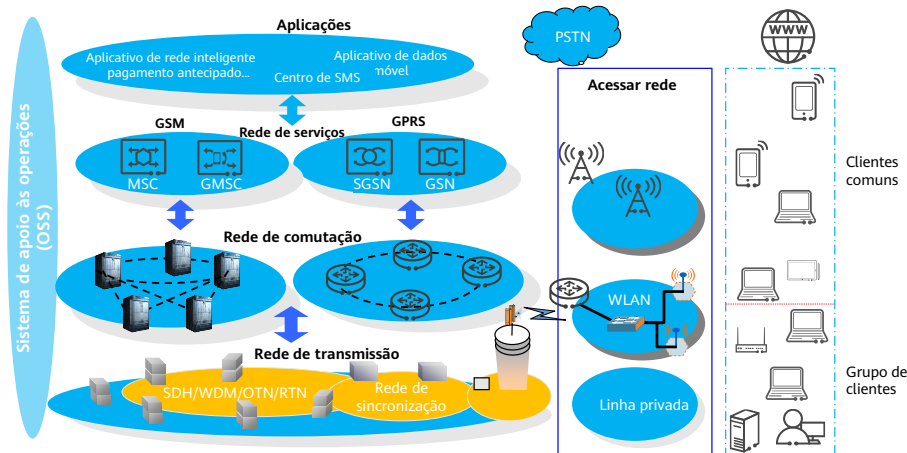 Sistema de apoio às operações
(OSS)
Aplicações
Aplicativo de rede inteligente
pagamento antecipado...
Centro de SMS
Aplicativo de dados
móvel
GSM
Rede de serviços
GPRS
MSC
GMSC
SGSN
GSN
Rede de comutação
Rede de transmissão
SDH/WDM/OTN/RTN
Rede de
sincronização
PSTN
Acessar rede
WLAN
Linha privada
WWW
Clientes
comuns
Grupo de
clientes